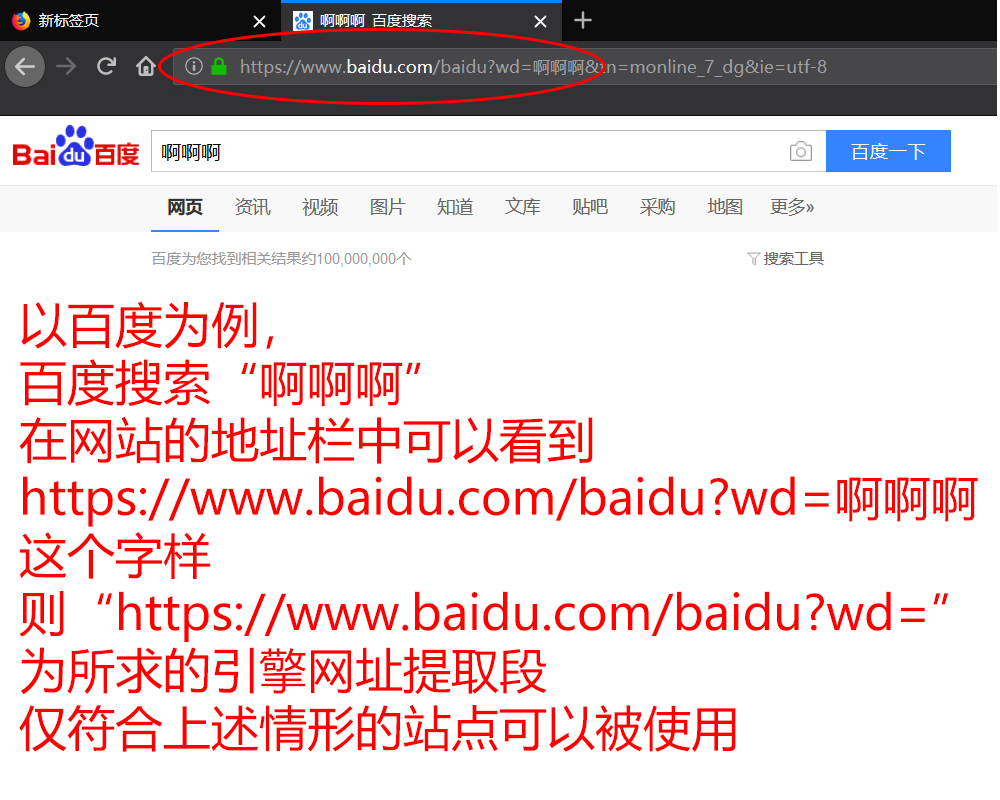 新标签页
啊啊啊_百度搜索
https://www.baidu.com/baidu?wd=啊啊啊&tn=monline_7_dg&ie=utf-8
Bai du 百度
啊啊啊
百度一下
网页 资讯 视频 图片 知道 文库 贴吧 采购 地图 更多»
百度为您找到相关结果约100,000,000个
搜索工具
以百度为例，
百度搜索“啊啊啊”
在网站的地址栏中可以看到
https://www.baidu.com/baidu?wd=啊啊啊
这个字样
则“https://www.baidu.com/baidu?wd=”
为所求的引擎网址提取段
仅符合上述情形的站点可以被使用